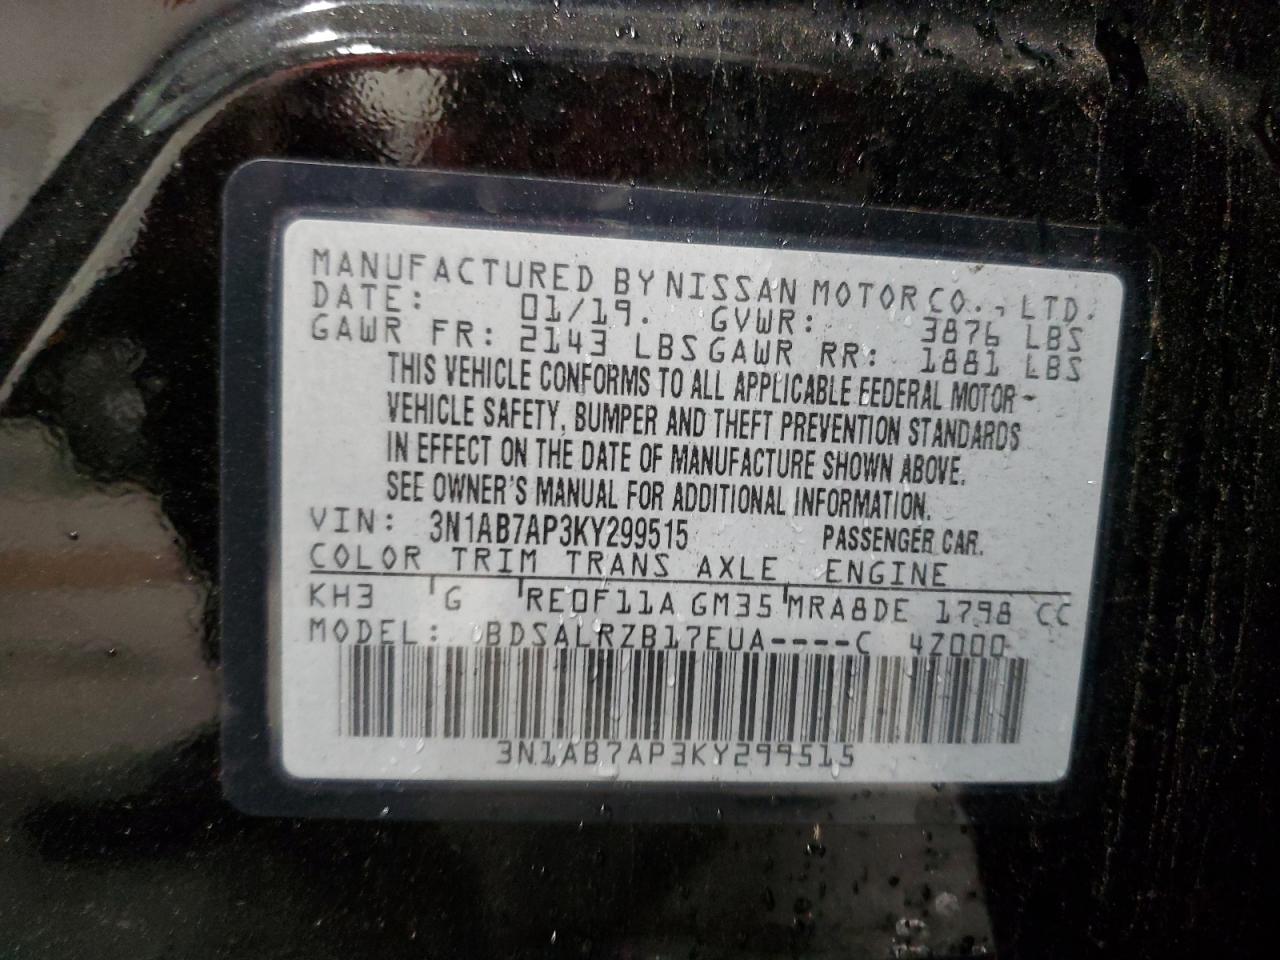 MANUFACTURED BY NISSAN MOTOR CO., LTD.
DATE: 01/19. GVWR: 3876 LBS
GAWR FR: 2143 LBS GAWR RR: 1881 LBS
THIS VEHICLE CONFORMS TO ALL APPLICABLE FEDERAL MOTOR-
VEHICLE SAFETY, BUMPER AND THEFT PREVENTION STANDARDS
IN EFFECT ON THE DATE OF MANUFACTURE SHOWN ABOVE.
SEE OWNER'S MANUAL FOR ADDITIONAL INFORMATION.
VIN: 3N1AB7AP3KY299515 PASSENGER CAR.
COLOR TRIM TRANS AXLE ENGINE
KH3 G RE0F11A GM35 MRA8DE 1798 CC
MODEL: BDSALRZB17EUA----C 4Z000-
3N1AB7AP3KY299515